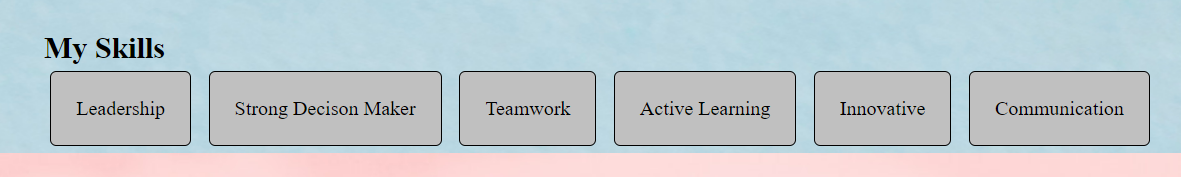 My Skills
Leadership Strong Decison Maker Teamwork Active Learning Innovative Communication